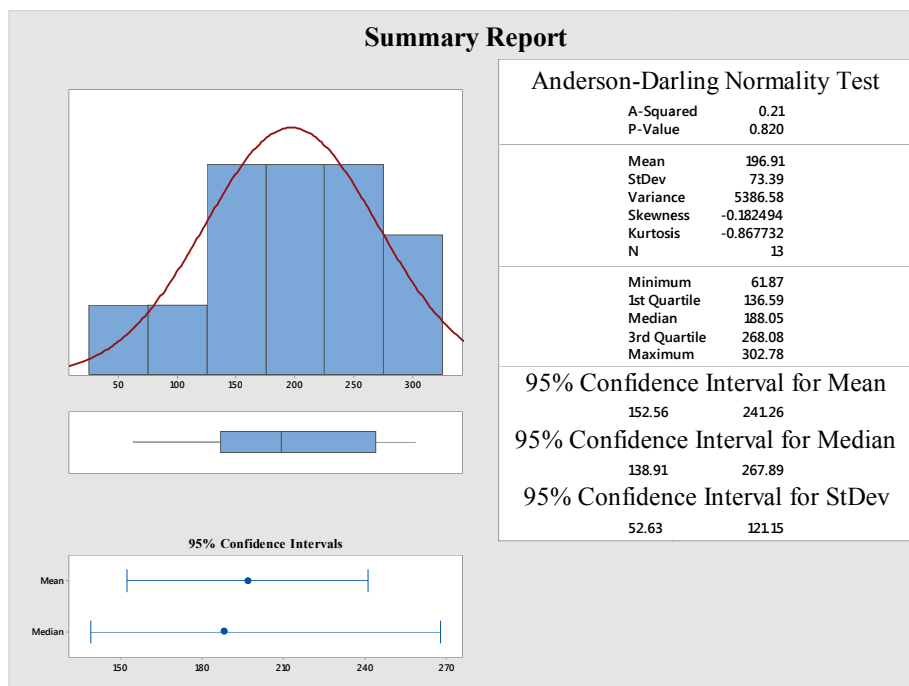 Summary Report
50 100 150 200 250 300
95% Confidence Intervals
Mean
Median
150 180 210 240 270
Anderson-Darling Normality Test
A-Squared 0.21
P-Value 0.820
Mean 196.91
StDev 73.39
Variance 5386.58
Skewness -0.182494
Kurtosis -0.867732
N 13
Minimum 61.87
1st Quartile 136.59
Median 188.05
3rd Quartile 268.08
Maximum 302.78
95% Confidence Interval for Mean
152.56 241.26
95% Confidence Interval for Median
138.91 267.89
95% Confidence Interval for StDev
52.63 121.15